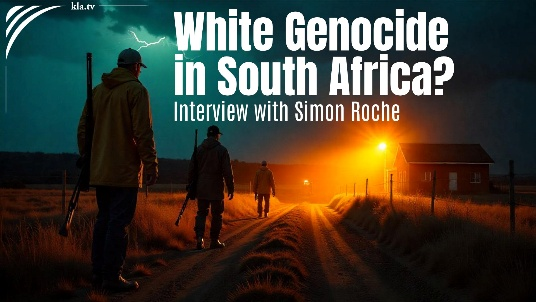 kla.tv
White Genocide
in South Africa?
Interview with Simon Roche